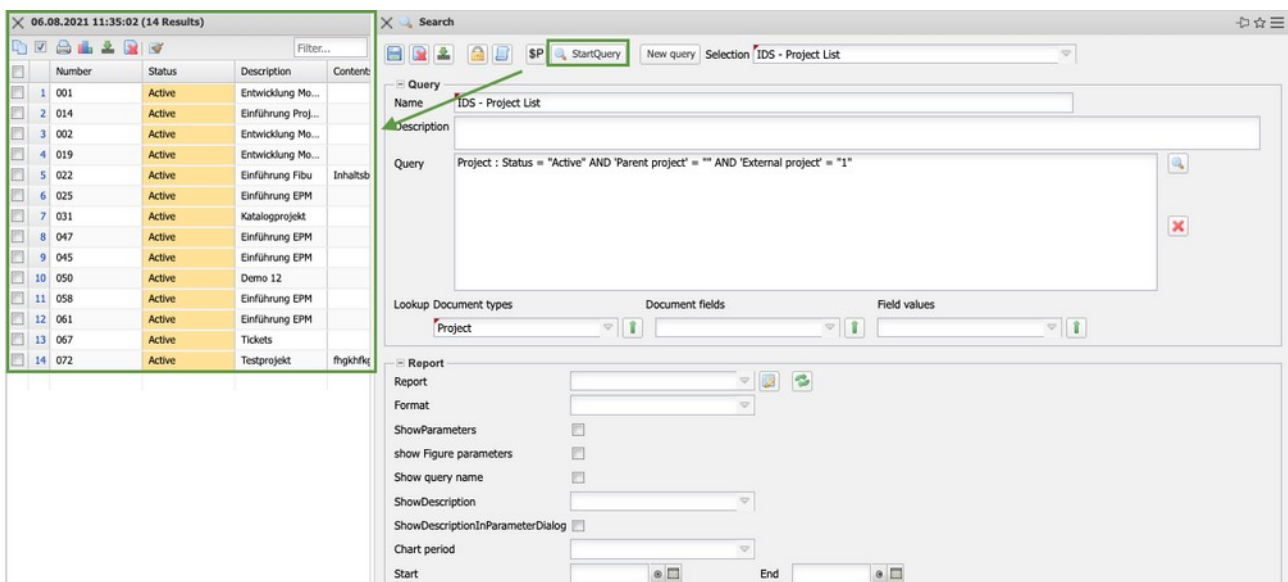 06.08.2021 11:35:02 (14 Results)
Filter...
Number Status Description Content:
1 001 Active Entwicklung Mo...
2 014 Active Einführung Proj...
3 002 Active Entwicklung Mo...
4 019 Active Entwicklung Mo...
5 022 Active Einführung Fibu Inhaltsb
6 025 Active Einführung EPM
7 031 Active Katalogprojekt
8 047 Active Einführung EPM
9 045 Active Einführung EPM
10 050 Active Demo 12
11 058 Active Einführung EPM
12 061 Active Einführung EPM
13 067 Active Tickets
14 072 Active Testprojekt fhgkhfkg
Search
$P StartQuery New query Selection IDS - Project List
Query
Name IDS - Project List
Description
Query Project : Status = "Active" AND 'Parent project' = "" AND 'External project' = "1"
Lookup Document types Document fields Field values
Project
Report
Report
Format
ShowParameters
show Figure parameters
Show query name
ShowDescription
ShowDescriptionInParameterDialog
Chart period
Start End